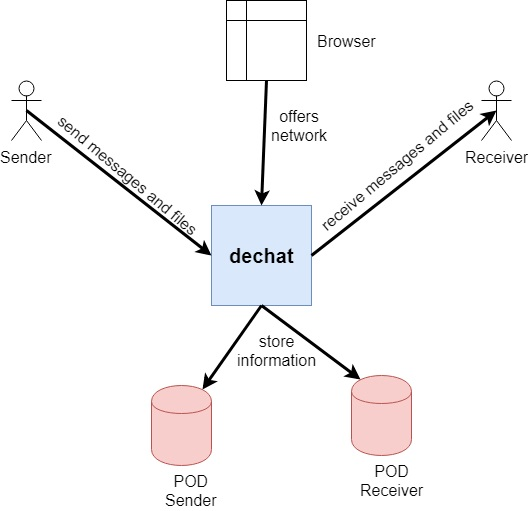 Browser
offers
network
Sender
send messages and files
Receiver
receive messages and files
dechat
store
information
POD
Sender
POD
Receiver